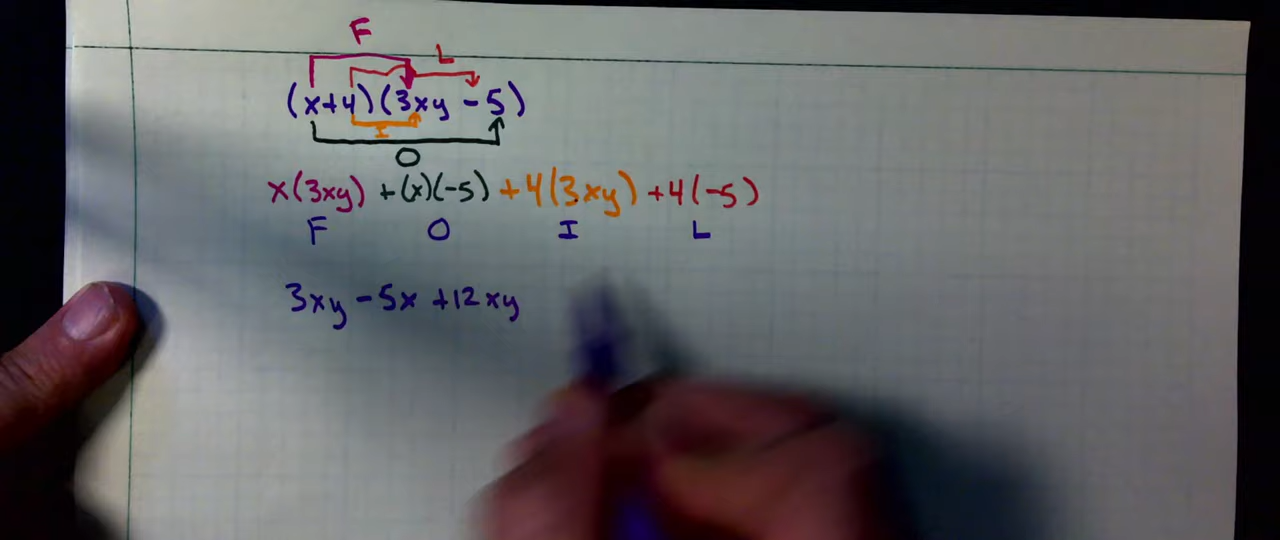 F
L
(x+4)(3xy - 5)
I
O
x(3xy) +(x)(-5) +4(3xy) +4(-5)
F O I L
3xy -5x +12xy